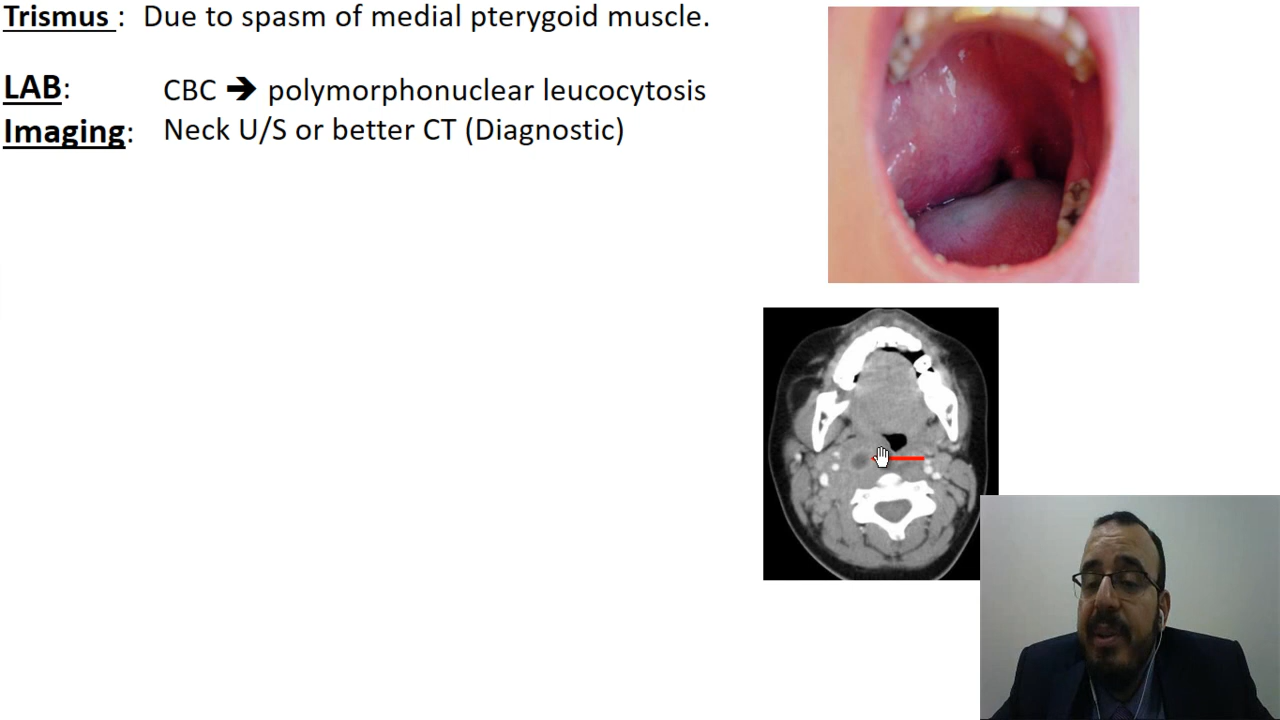 Trismus : Due to spasm of medial pterygoid muscle.
LAB: CBC 🡺 polymorphonuclear leucocytosis
Imaging: Neck U/S or better CT (Diagnostic)